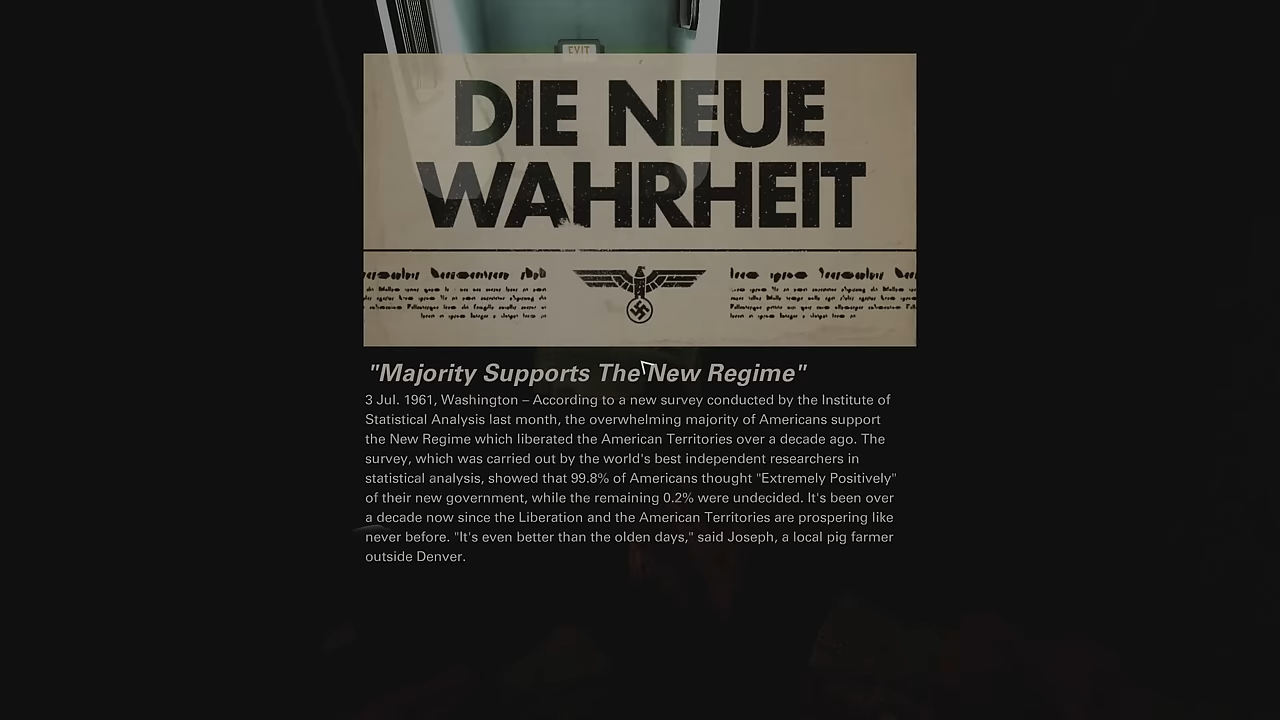 EXIT
DIE NEUE
WAHRHEIT
"Majority Supports The New Regime"
3 Jul. 1961, Washington – According to a new survey conducted by the Institute of
Statistical Analysis last month, the overwhelming majority of Americans support
the New Regime which liberated the American Territories over a decade ago. The
survey, which was carried out by the world's best independent researchers in
statistical analysis, showed that 99.8% of Americans thought "Extremely Positively"
of their new government, while the remaining 0.2% were undecided. It's been over
a decade now since the Liberation and the American Territories are prospering like
never before. "It's even better than the olden days," said Joseph, a local pig farmer
outside Denver.